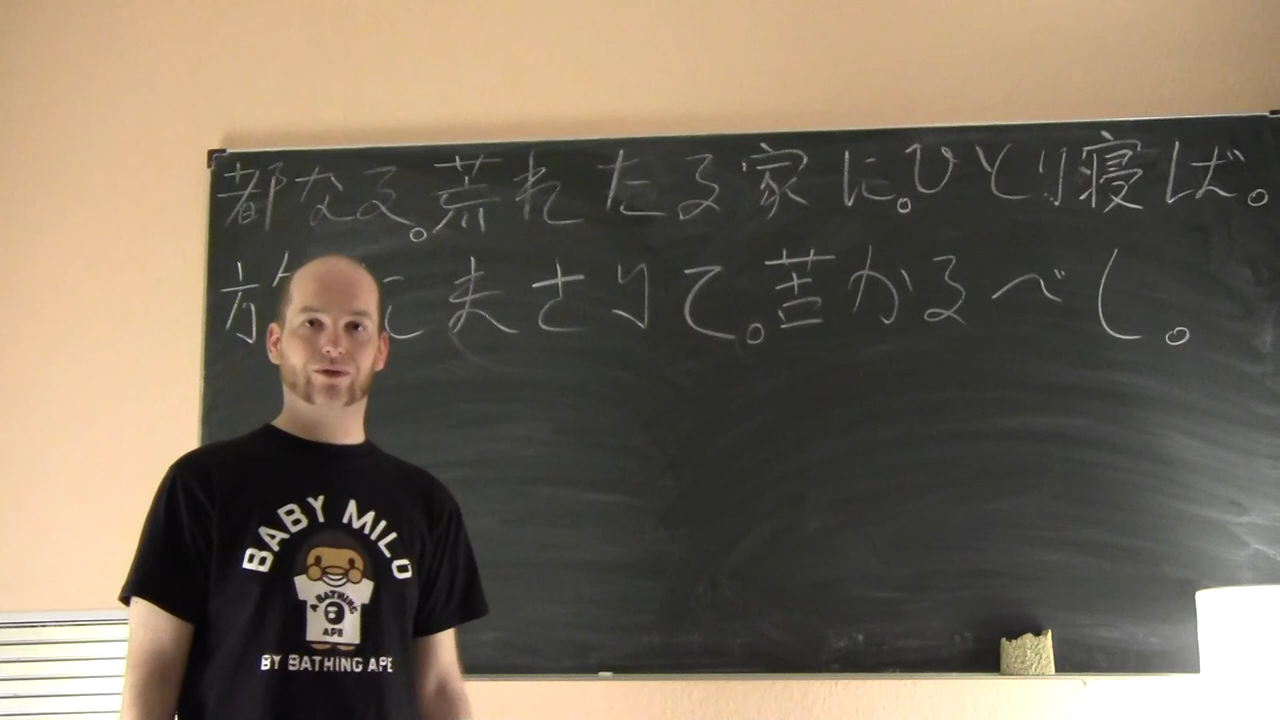 都なる。荒れたる家に。ひとり寝ば。
まさりて。苦かるべし。
BABY MILO
A BATHING
APE
BY BATHING APE